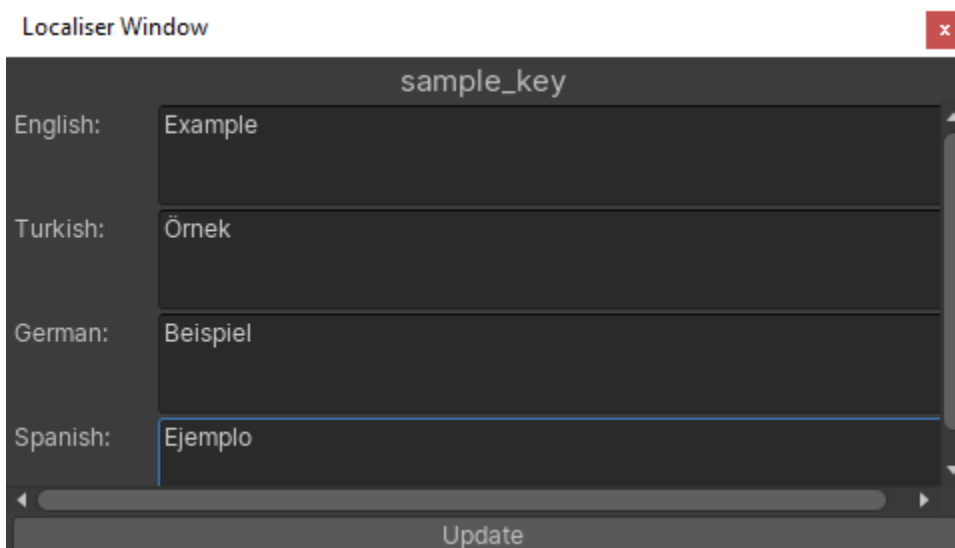 Localiser Window
x
sample_key
English:
Example
Turkish:
Örnek
German:
Beispiel
Spanish:
Ejemplo
Update